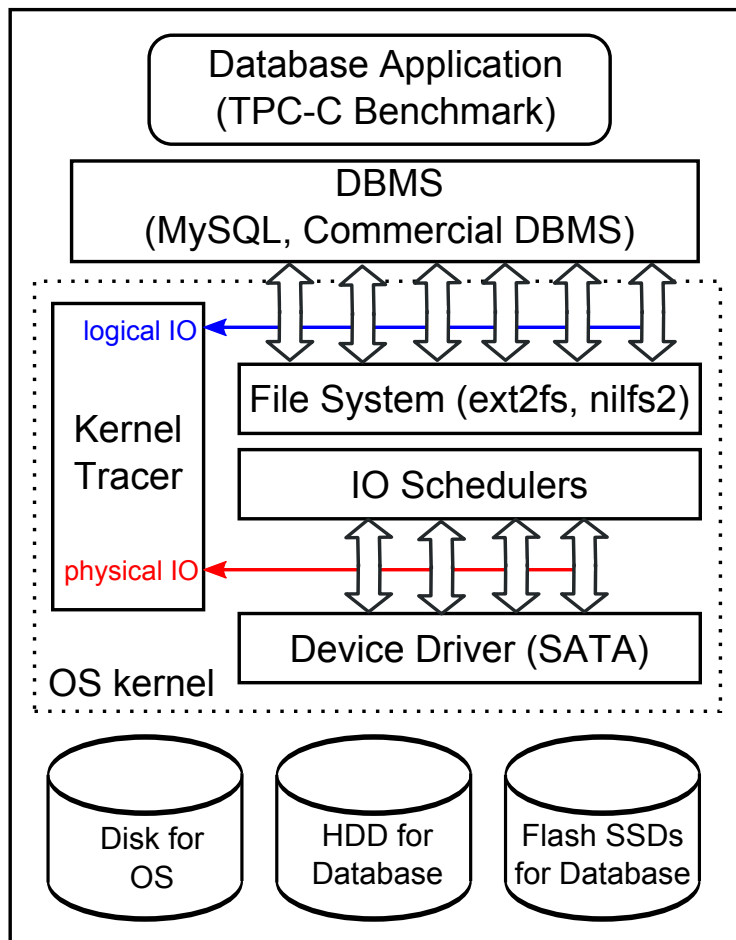 Database Application
(TPC-C Benchmark)
DBMS
(MySQL, Commercial DBMS)
logical IO
File System (ext2fs, nilfs2)
Kernel
Tracer
IO Schedulers
physical IO
Device Driver (SATA)
OS kernel
Disk for
OS
HDD for
Database
Flash SSDs
for Database